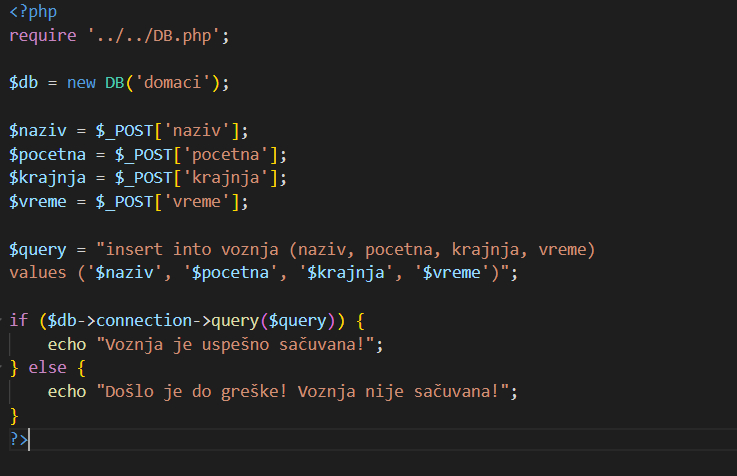 <?php
require '../../DB.php';
$db = new DB('domaci');
$naziv = $_POST['naziv'];
$pocetna = $_POST['pocetna'];
$krajnja = $_POST['krajnja'];
$vreme = $_POST['vreme'];
$query = "insert into voznja (naziv, pocetna, krajnja, vreme)
values ('$naziv', '$pocetna', '$krajnja', '$vreme')";
if ($db->connection->query($query)) {
    echo "Voznja je uspešno sačuvana!";
} else {
    echo "Došlo je do greške! Voznja nije sačuvana!";
}
?>